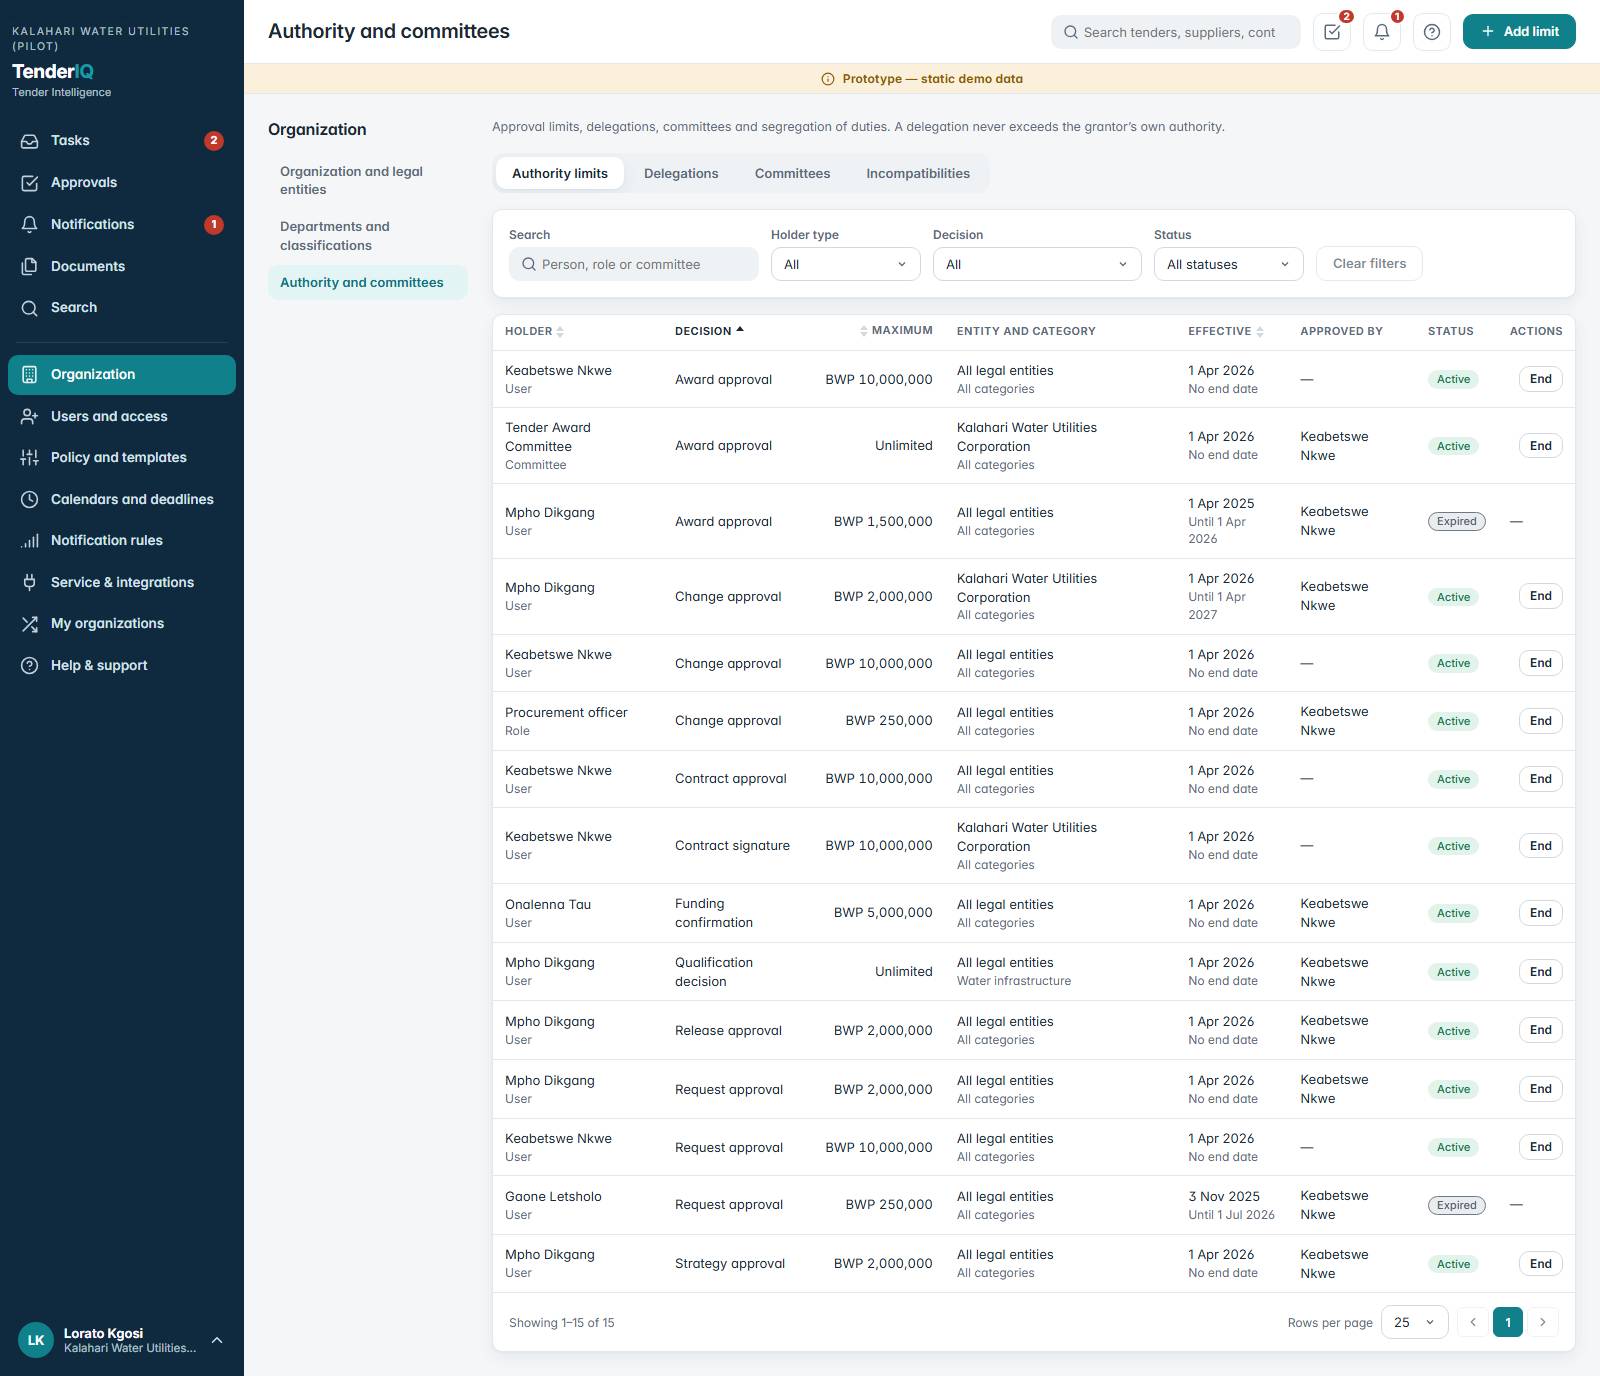 KALAHARI WATER UTILITIES
(PILOT)
TenderIQ
Tender Intelligence
Tasks 2
Approvals
Notifications 1
Documents
Search
Organization
Users and access
Policy and templates
Calendars and deadlines
Notification rules
Service & integrations
My organizations
Help & support
LK Lorato Kgosi
Kalahari Water Utilities...
Authority and committees
Search tenders, suppliers, cont
2
1
Add limit
Prototype — static demo data
Organization
Organization and legal
entities
Departments and
classifications
Authority and committees
Approval limits, delegations, committees and segregation of duties. A delegation never exceeds the grantor’s own authority.
Authority limits Delegations Committees Incompatibilities
Search Holder type Decision Status
Person, role or committee All All All statuses Clear filters
HOLDER DECISION MAXIMUM ENTITY AND CATEGORY EFFECTIVE APPROVED BY STATUS ACTIONS
Keabetswe Nkwe
User
Award approval
BWP 10,000,000
All legal entities
All categories
1 Apr 2026
No end date
—
Active
End
Tender Award
Committee
Committee
Award approval
Unlimited
Kalahari Water Utilities
Corporation
All categories
1 Apr 2026
No end date
Keabetswe
Nkwe
Active
End
Mpho Dikgang
User
Award approval
BWP 1,500,000
All legal entities
All categories
1 Apr 2025
Until 1 Apr
2026
Keabetswe
Nkwe
Expired
—
Mpho Dikgang
User
Change approval
BWP 2,000,000
Kalahari Water Utilities
Corporation
All categories
1 Apr 2026
Until 1 Apr
2027
Keabetswe
Nkwe
Active
End
Keabetswe Nkwe
User
Change approval
BWP 10,000,000
All legal entities
All categories
1 Apr 2026
No end date
—
Active
End
Procurement officer
Role
Change approval
BWP 250,000
All legal entities
All categories
1 Apr 2026
No end date
Keabetswe
Nkwe
Active
End
Keabetswe Nkwe
User
Contract approval
BWP 10,000,000
All legal entities
All categories
1 Apr 2026
No end date
—
Active
End
Keabetswe Nkwe
User
Contract signature
BWP 10,000,000
Kalahari Water Utilities
Corporation
All categories
1 Apr 2026
No end date
—
Active
End
Onalenna Tau
User
Funding
confirmation
BWP 5,000,000
All legal entities
All categories
1 Apr 2026
No end date
Keabetswe
Nkwe
Active
End
Mpho Dikgang
User
Qualification
decision
Unlimited
All legal entities
Water infrastructure
1 Apr 2026
No end date
Keabetswe
Nkwe
Active
End
Mpho Dikgang
User
Release approval
BWP 2,000,000
All legal entities
All categories
1 Apr 2026
No end date
Keabetswe
Nkwe
Active
End
Mpho Dikgang
User
Request approval
BWP 2,000,000
All legal entities
All categories
1 Apr 2026
No end date
Keabetswe
Nkwe
Active
End
Keabetswe Nkwe
User
Request approval
BWP 10,000,000
All legal entities
All categories
1 Apr 2026
No end date
—
Active
End
Gaone Letsholo
User
Request approval
BWP 250,000
All legal entities
All categories
3 Nov 2025
Until 1 Jul 2026
Keabetswe
Nkwe
Expired
—
Mpho Dikgang
User
Strategy approval
BWP 2,000,000
All legal entities
All categories
1 Apr 2026
No end date
Keabetswe
Nkwe
Active
End
Showing 1–15 of 15
Rows per page 25 1